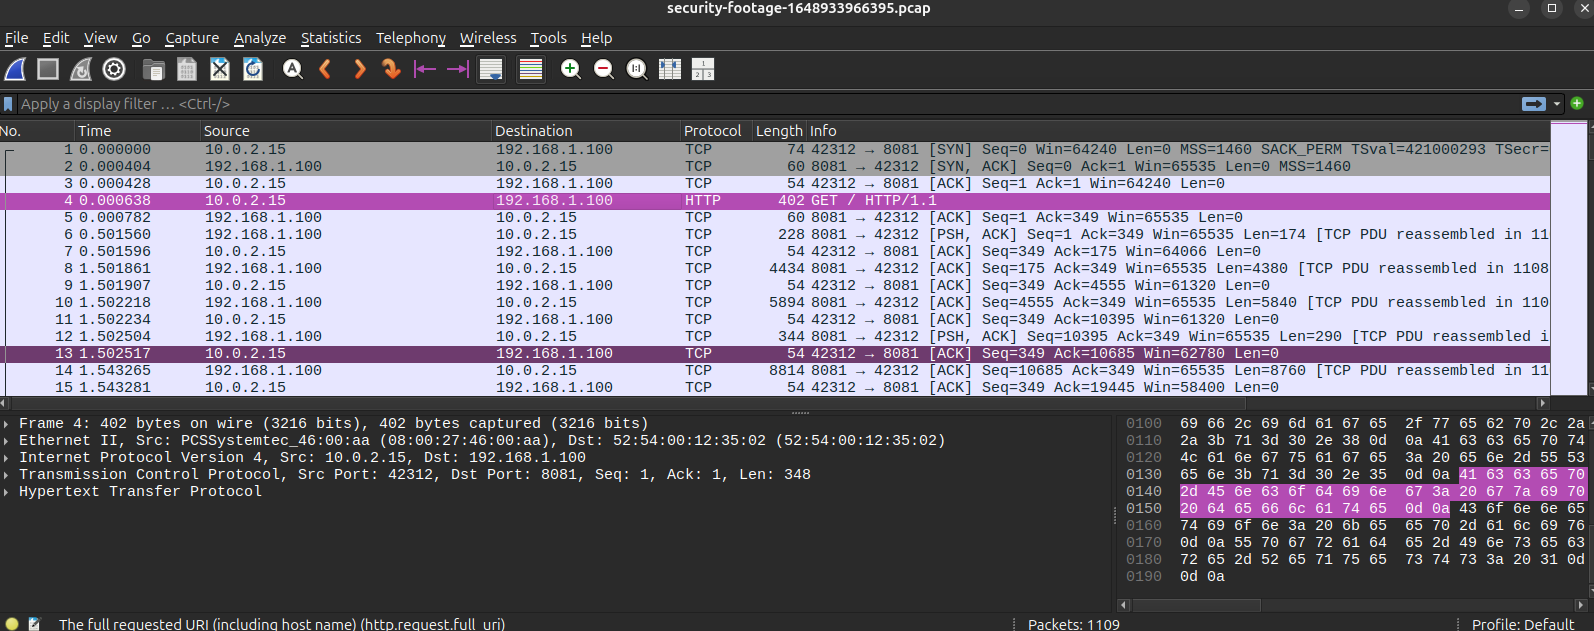 security-footage-1648933966395.pcap
File Edit View Go Capture Analyze Statistics Telephony Wireless Tools Help
Apply a display filter … <Ctrl-/>
No. Time Source Destination Protocol Length Info
1 0.000000 10.0.2.15 192.168.1.100 TCP 74 42312 → 8081 [SYN] Seq=0 Win=64240 Len=0 MSS=1460 SACK_PERM TSval=421000293 TSecr=
2 0.000404 192.168.1.100 10.0.2.15 TCP 60 8081 → 42312 [SYN, ACK] Seq=0 Ack=1 Win=65535 Len=0 MSS=1460
3 0.000428 10.0.2.15 192.168.1.100 TCP 54 42312 → 8081 [ACK] Seq=1 Ack=1 Win=64240 Len=0
4 0.000638 10.0.2.15 192.168.1.100 HTTP 402 GET / HTTP/1.1
5 0.000782 192.168.1.100 10.0.2.15 TCP 60 8081 → 42312 [ACK] Seq=1 Ack=349 Win=65535 Len=0
6 0.501560 192.168.1.100 10.0.2.15 TCP 228 8081 → 42312 [PSH, ACK] Seq=1 Ack=349 Win=65535 Len=174 [TCP PDU reassembled in 110
7 0.501596 10.0.2.15 192.168.1.100 TCP 54 42312 → 8081 [ACK] Seq=349 Ack=175 Win=64066 Len=0
8 1.501861 192.168.1.100 10.0.2.15 TCP 4434 8081 → 42312 [ACK] Seq=175 Ack=349 Win=65535 Len=4380 [TCP PDU reassembled in 1108
9 1.501907 10.0.2.15 192.168.1.100 TCP 54 42312 → 8081 [ACK] Seq=349 Ack=4555 Win=61320 Len=0
10 1.502218 192.168.1.100 10.0.2.15 TCP 5894 8081 → 42312 [ACK] Seq=4555 Ack=349 Win=65535 Len=5840 [TCP PDU reassembled in 110
11 1.502234 10.0.2.15 192.168.1.100 TCP 54 42312 → 8081 [ACK] Seq=349 Ack=10395 Win=61320 Len=0
12 1.502504 192.168.1.100 10.0.2.15 TCP 344 8081 → 42312 [PSH, ACK] Seq=10395 Ack=349 Win=65535 Len=290 [TCP PDU reassembled i
13 1.502517 10.0.2.15 192.168.1.100 TCP 54 42312 → 8081 [ACK] Seq=349 Ack=10685 Win=62780 Len=0
14 1.543265 192.168.1.100 10.0.2.15 TCP 8814 8081 → 42312 [ACK] Seq=10685 Ack=349 Win=65535 Len=8760 [TCP PDU reassembled in 110
15 1.543281 10.0.2.15 192.168.1.100 TCP 54 42312 → 8081 [ACK] Seq=349 Ack=19445 Win=58400 Len=0
Frame 4: 402 bytes on wire (3216 bits), 402 bytes captured (3216 bits)
Ethernet II, Src: PCSSystemtec_46:00:aa (08:00:27:46:00:aa), Dst: 52:54:00:12:35:02 (52:54:00:12:35:02)
Internet Protocol Version 4, Src: 10.0.2.15, Dst: 192.168.1.100
Transmission Control Protocol, Src Port: 42312, Dst Port: 8081, Seq: 1, Ack: 1, Len: 348
Hypertext Transfer Protocol
0100 69 66 2c 69 6d 61 67 65 2f 77 65 62 70 2c 2a
0110 2a 3b 71 3d 30 2e 38 0d 0a 41 63 63 65 70 74
0120 4c 61 6e 67 75 61 67 65 3a 20 65 6e 2d 55 53
0130 65 6e 3b 71 3d 30 2e 35 0d 0a 41 63 63 65 70
0140 2d 45 6e 63 6f 64 69 6e 67 3a 20 67 7a 69 70
0150 20 64 65 66 6c 61 74 65 0d 0a 43 6f 6e 6e 65
0160 74 69 6f 6e 3a 20 6b 65 65 70 2d 61 6c 69 76
0170 0d 0a 55 70 67 72 61 64 65 2d 49 6e 73 65 63
0180 72 65 2d 52 65 71 75 65 73 74 73 3a 20 31 0d
0190 0d 0a
The full requested URI (including host name) (http.request.full_uri)
Packets: 1109
Profile: Default